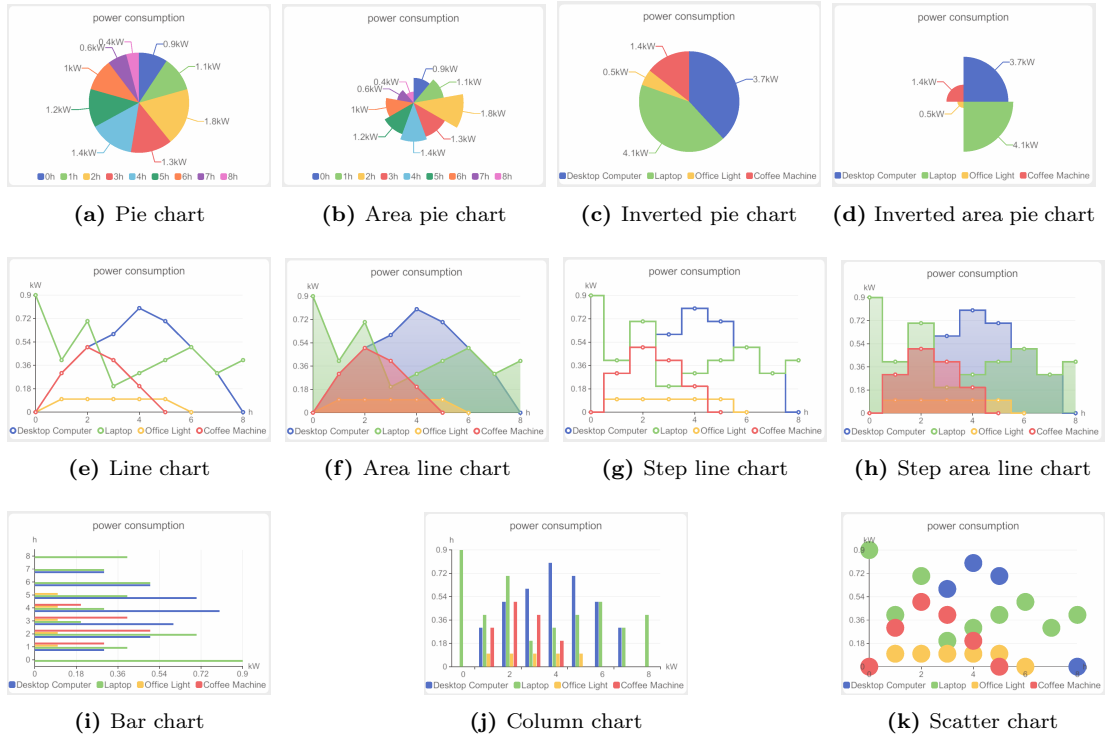 power consumption
0.4kW
0.9kW
0.6kW
1.1kW
1kW
1.2kW
1.8kW
1.4kW
1.3kW
0h 1h 2h 3h 4h 5h 6h 7h 8h
(a) Pie chart
power consumption
0.9kW
0.4kW
1.1kW
0.6kW
1kW
1.8kW
1.2kW
1.3kW
1.4kW
0h 1h 2h 3h 4h 5h 6h 7h 8h
(b) Area pie chart
power consumption
1.4kW
0.5kW
3.7kW
4.1kW
Desktop Computer Laptop Office Light Coffee Machine
(c) Inverted pie chart
power consumption
3.7kW
1.4kW
0.5kW
4.1kW
Desktop Computer Laptop Office Light Coffee Machine
(d) Inverted area pie chart
power consumption
kW
0.9
0.72
0.54
0.36
0.18
0
0 2 4 6 8
h
Desktop Computer Laptop Office Light Coffee Machine
(e) Line chart
power consumption
kW
0.9
0.72
0.54
0.36
0.18
0
0 2 4 6 8
h
Desktop Computer Laptop Office Light Coffee Machine
(f) Area line chart
power consumption
kW
0.9
0.72
0.54
0.36
0.18
0
0 2 4 6 8
h
Desktop Computer Laptop Office Light Coffee Machine
(g) Step line chart
power consumption
kW
0.9
0.72
0.54
0.36
0.18
0
0 2 4 6 8
h
Desktop Computer Laptop Office Light Coffee Machine
(h) Step area line chart
power consumption
h
8
7
6
5
4
3
2
1
0
0 0.18 0.36 0.54 0.72 0.9
kW
Desktop Computer Laptop Office Light Coffee Machine
(i) Bar chart
power consumption
h
0.9
0.72
0.54
0.36
0.18
0
0 2 4 6 8
kW
Desktop Computer Laptop Office Light Coffee Machine
(j) Column chart
power consumption
kW
0.9
0.72
0.54
0.36
0.18
0
0 2 4 6 8
Desktop Computer Laptop Office Light Coffee Machine
(k) Scatter chart